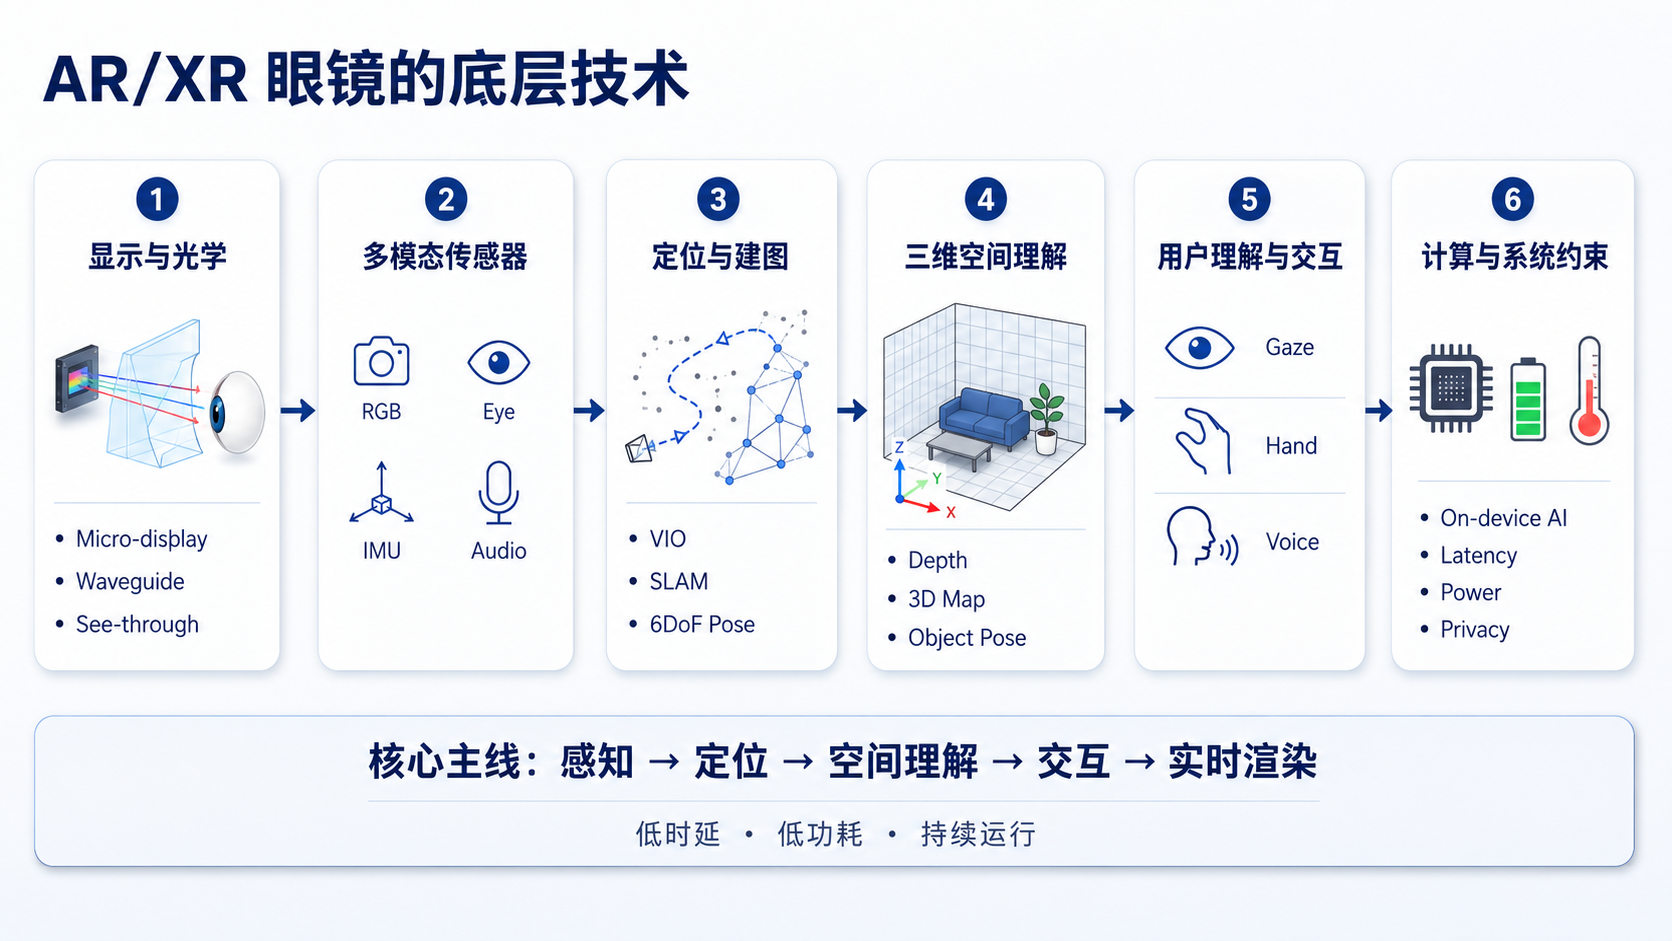 AR/XR 眼镜的底层技术
1
显示与光学
• Micro-display
• Waveguide
• See-through
2
多模态传感器
RGB
Eye
IMU
Audio
3
定位与建图
• VIO
• SLAM
• 6DoF Pose
4
三维空间理解
Z
Y
X
• Depth
• 3D Map
• Object Pose
5
用户理解与交互
Gaze
Hand
Voice
6
计算与系统约束
• On-device AI
• Latency
• Power
• Privacy
核心主线：感知 → 定位 → 空间理解 → 交互 → 实时渲染
低时延 • 低功耗 • 持续运行